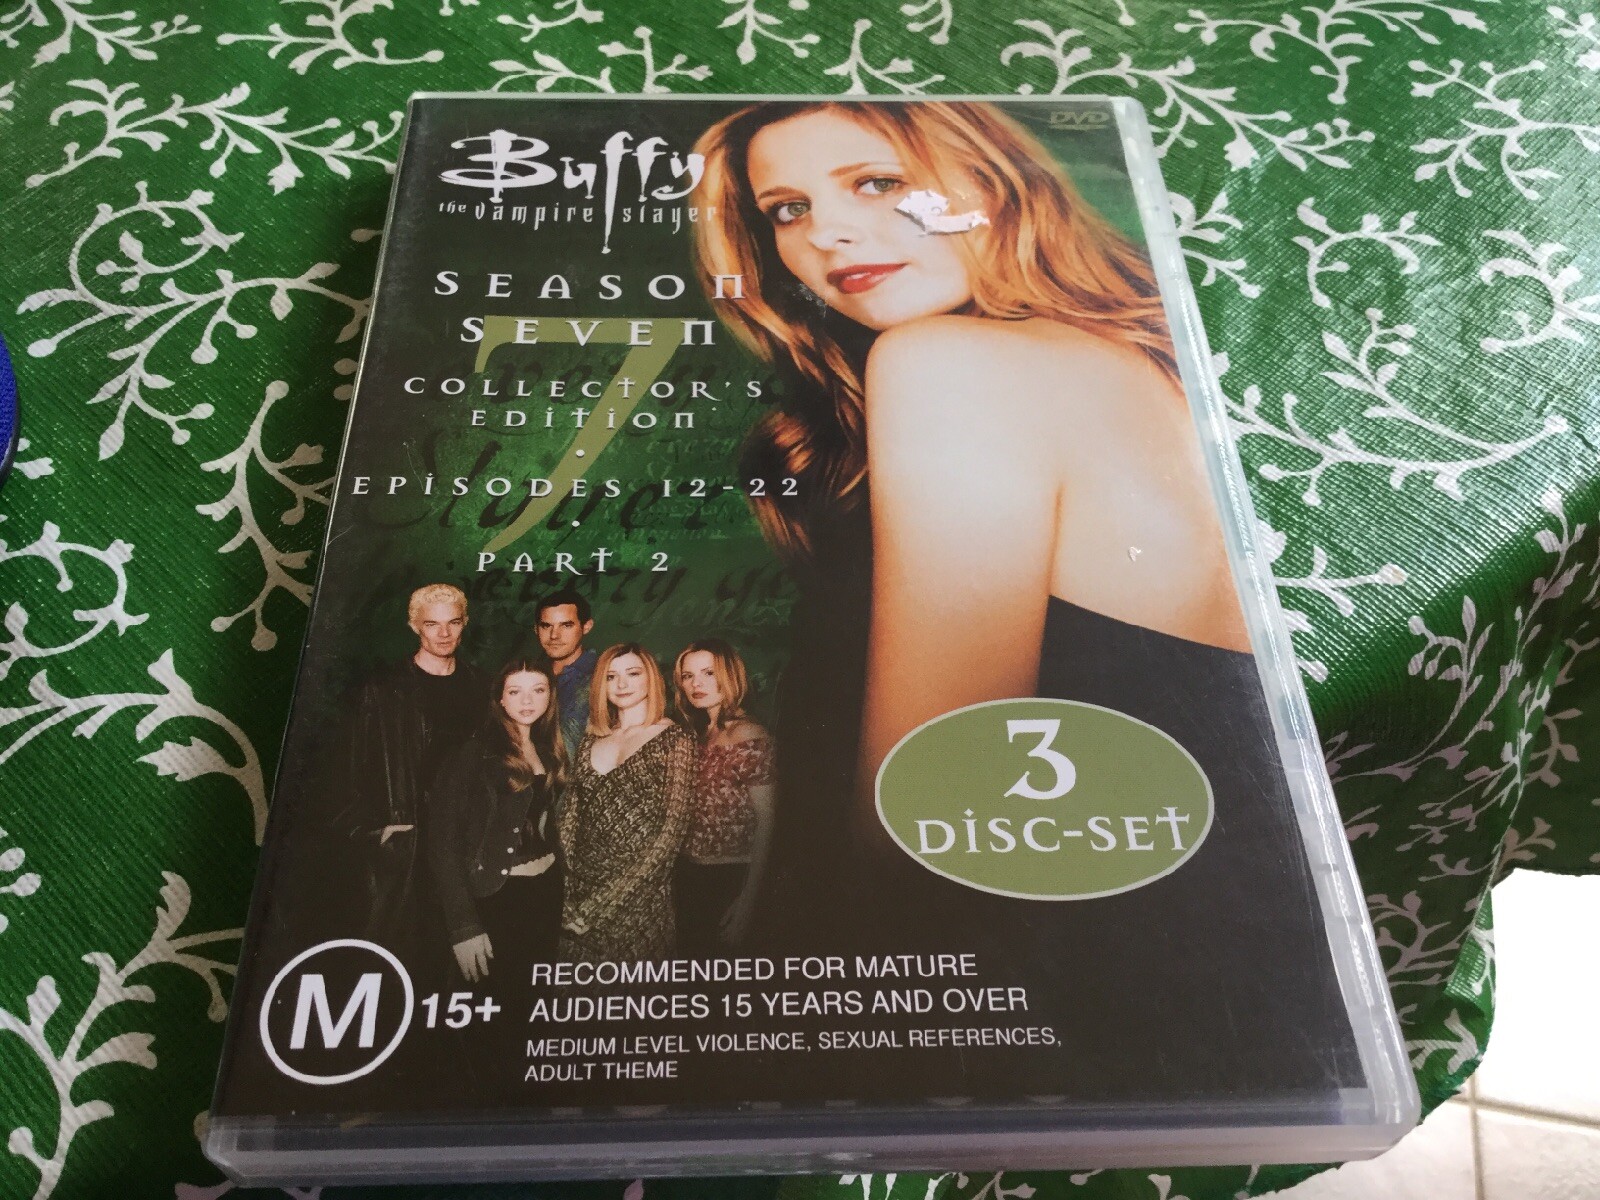 DVD
Buffy
the vampire slayer
SEASON
SEVEN
7
COLLECTOR'S
EDITION
EPISODES 12-22
PART 2
3
DISC-SET
M 15+
RECOMMENDED FOR MATURE
AUDIENCES 15 YEARS AND OVER
MEDIUM LEVEL VIOLENCE, SEXUAL REFERENCES,
ADULT THEME